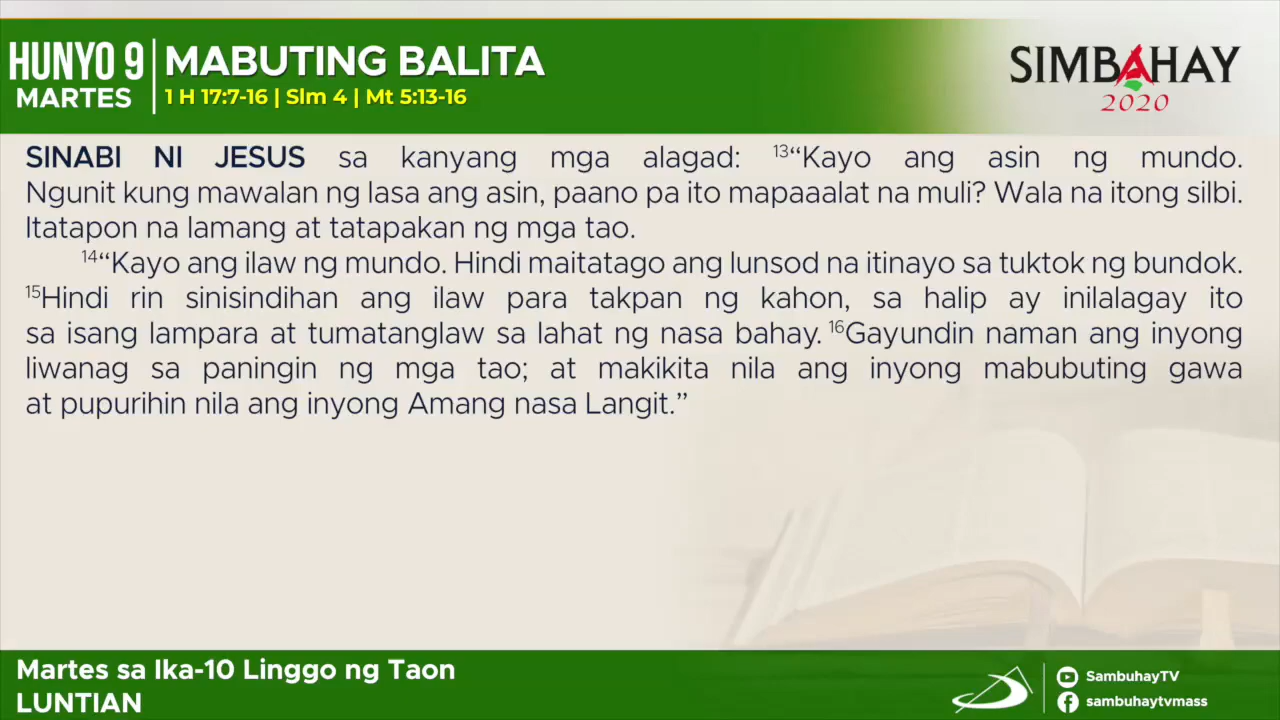 HUNYO 9
MARTES
MABUTING BALITA
1 H 17:7-16 | Slm 4 | Mt 5:13-16
SIMBAHAY
2020
SINABI NI JESUS sa kanyang mga alagad: 13“Kayo ang asin ng mundo.
Ngunit kung mawalan ng lasa ang asin, paano pa ito mapaaalat na muli? Wala na itong silbi.
Itatapon na lamang at tatapakan ng mga tao.
14“Kayo ang ilaw ng mundo. Hindi maitatago ang lunsod na itinayo sa tuktok ng bundok.
15Hindi rin sinisindihan ang ilaw para takpan ng kahon, sa halip ay inilalagay ito
sa isang lampara at tumatanglaw sa lahat ng nasa bahay. 16Gayundin naman ang inyong
liwanag sa paningin ng mga tao; at makikita nila ang inyong mabubuting gawa
at pupurihin nila ang inyong Amang nasa Langit.”
Martes sa Ika-10 Linggo ng Taon
LUNTIAN
SambuhayTV
sambuhaytvmass